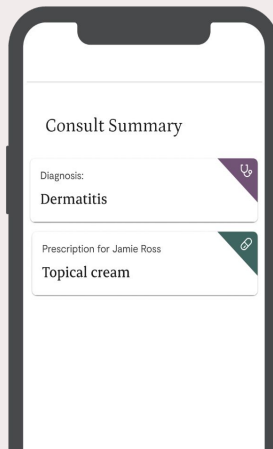 Consult Summary
Diagnosis:
Dermatitis
Prescription for Jamie Ross
Topical cream